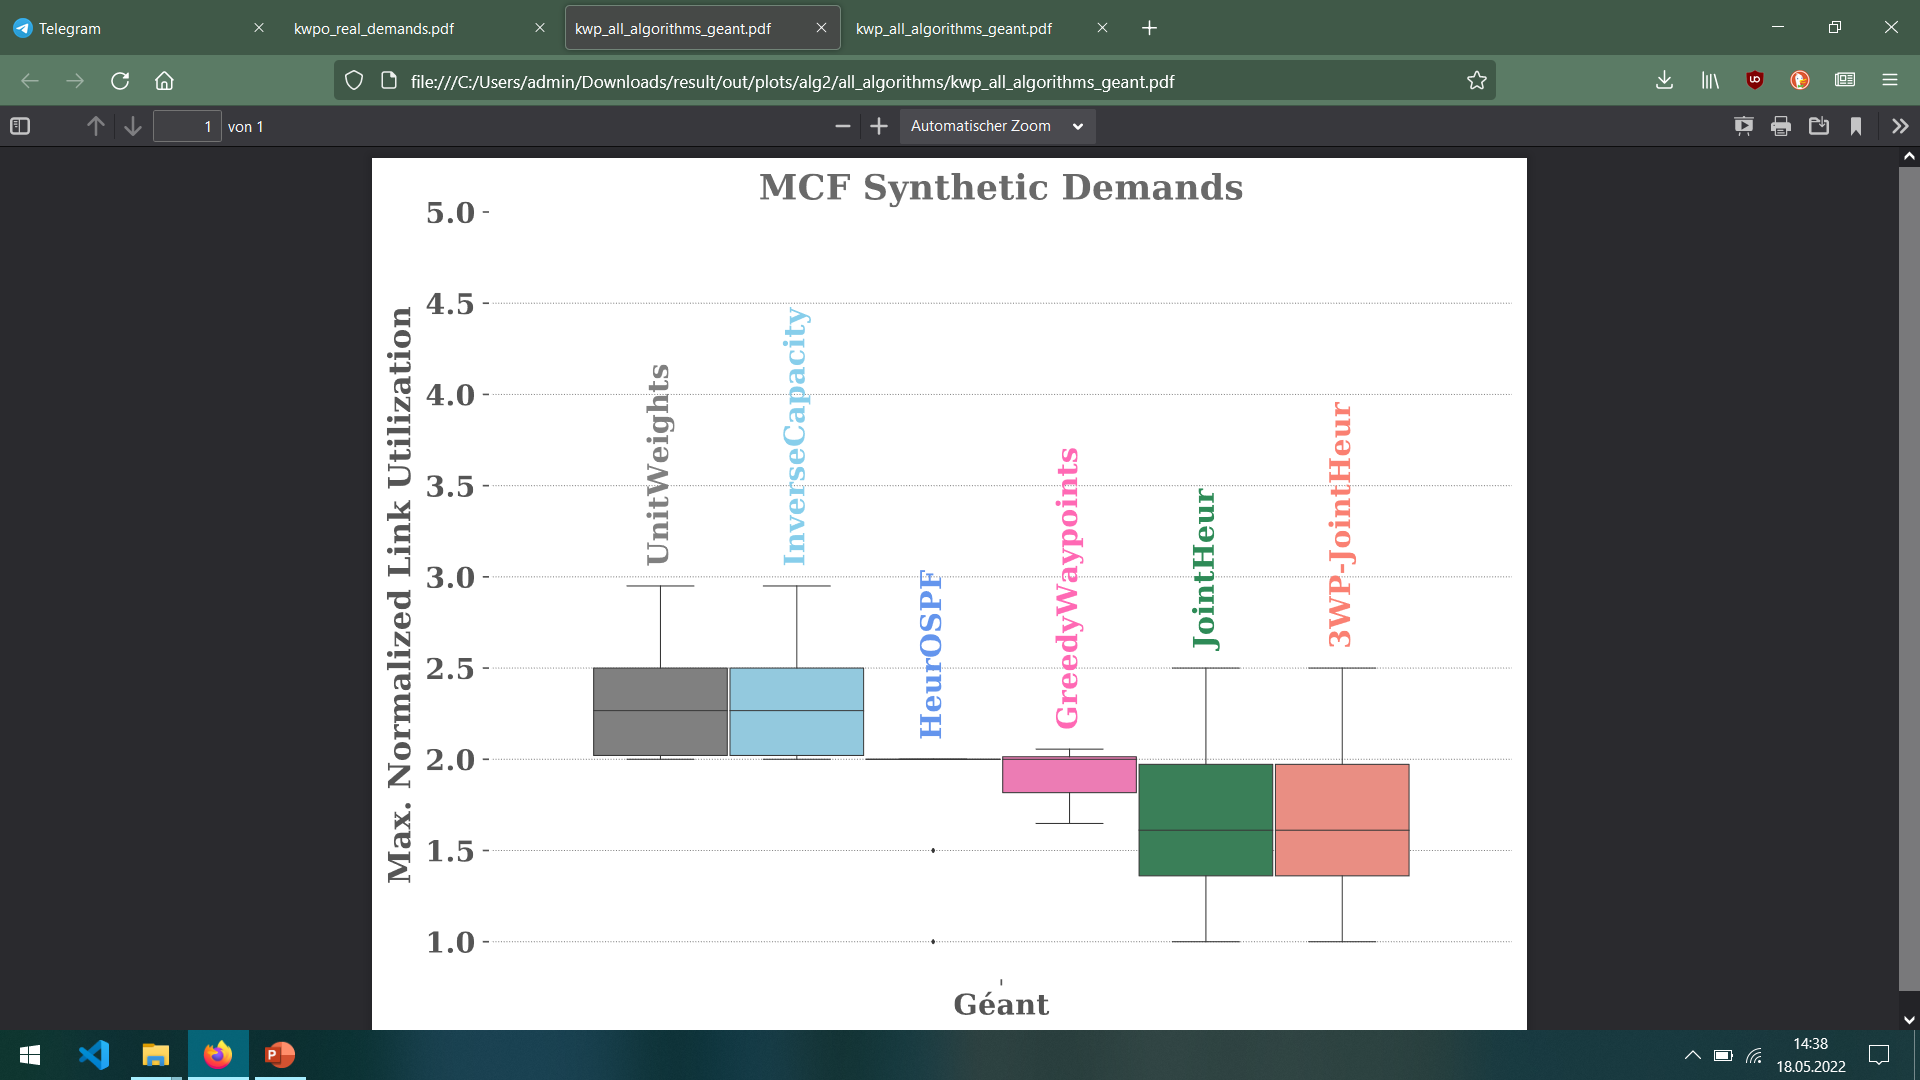 Telegram
kwpo_real_demands.pdf
kwp_all_algorithms_geant.pdf
kwp_all_algorithms_geant.pdf
file:///C:/Users/admin/Downloads/result/out/plots/alg2/all_algorithms/kwp_all_algorithms_geant.pdf
1 von 1
Automatischer Zoom
MCF Synthetic Demands
Max. Normalized Link Utilization
5.0
4.5
4.0
3.5
3.0
2.5
2.0
1.5
1.0
UnitWeights
InverseCapacity
HeurOSPF
GreedyWaypoints
JointHeur
3WP-JointHeur
Géant
14:38
18.05.2022